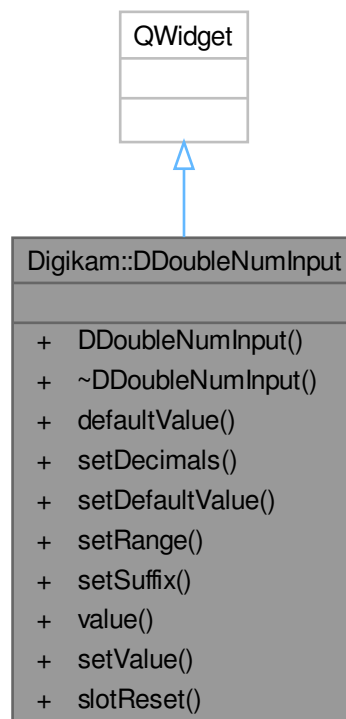 QWidget
Digikam::DDoubleNumInput
+ DDoubleNumInput()
+ ~DDoubleNumInput()
+ defaultValue()
+ setDecimals()
+ setDefaultValue()
+ setRange()
+ setSuffix()
+ value()
+ setValue()
+ slotReset()